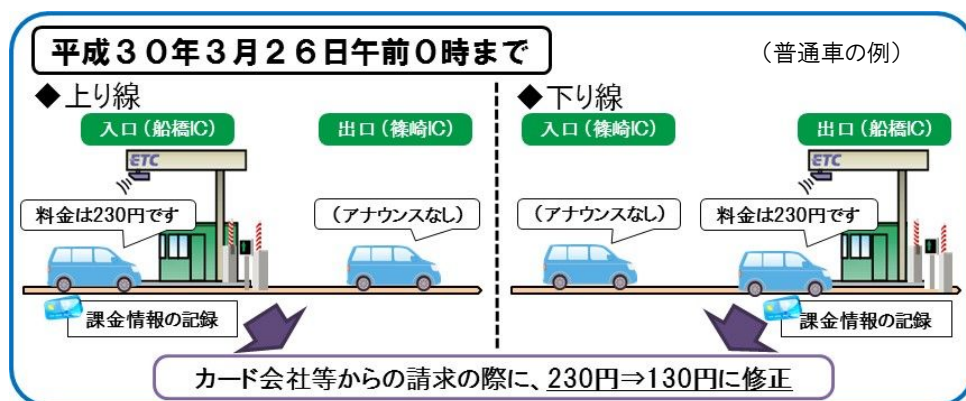 平成３０年３月２６日午前０時まで
（普通車の例）
◆上り線
入口（船橋IC）
出口（篠崎IC）
ETC
料金は230円です
（アナウンスなし）
課金情報の記録
◆下り線
入口（篠崎IC）
出口（船橋IC）
ETC
（アナウンスなし）
料金は230円です
課金情報の記録
カード会社等からの請求の際に、230円⇒130円に修正